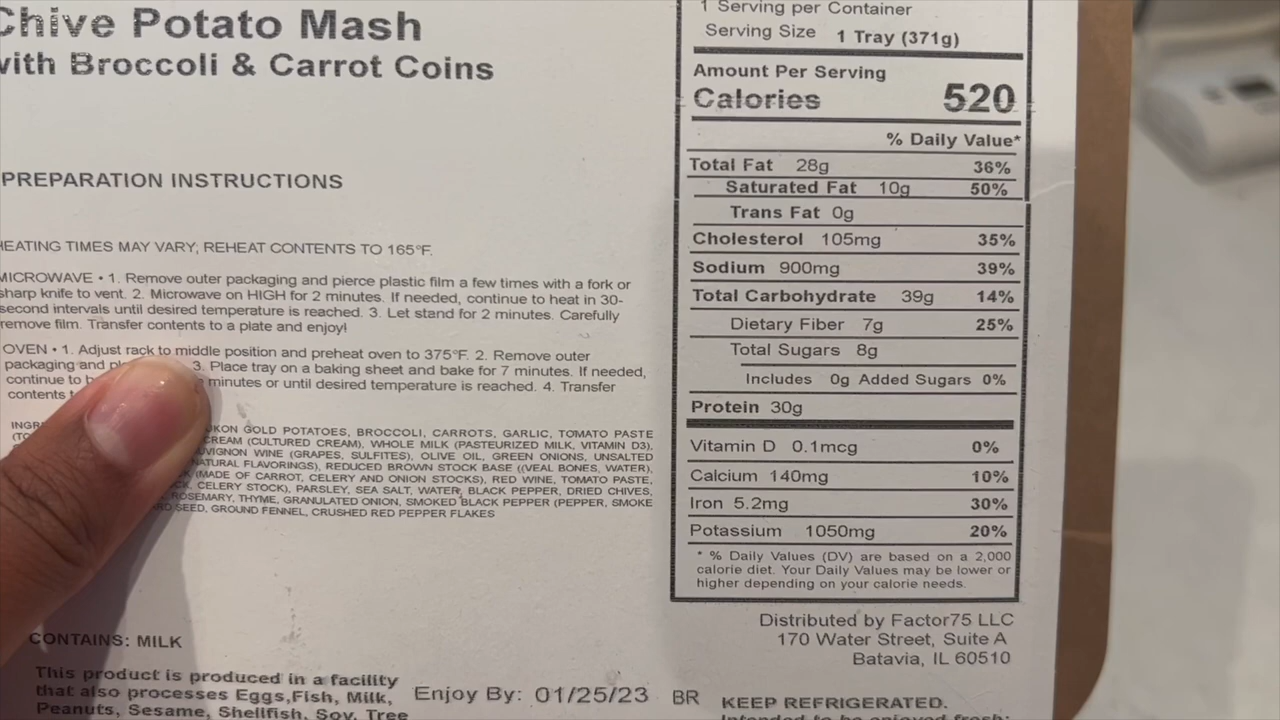 Chive Potato Mash
with Broccoli & Carrot Coins
PREPARATION INSTRUCTIONS
HEATING TIMES MAY VARY; REHEAT CONTENTS TO 165°F.
MICROWAVE • 1. Remove outer packaging and pierce plastic film a few times with a fork or
sharp knife to vent. 2. Microwave on HIGH for 2 minutes. If needed, continue to heat in 30-
second intervals until desired temperature is reached. 3. Let stand for 2 minutes. Carefully
remove film. Transfer contents to a plate and enjoy!
OVEN • 1. Adjust rack to middle position and preheat oven to 375°F. 2. Remove outer
packaging and 3. Place tray on a baking sheet and bake for 7 minutes. If needed,
continue to minutes or until desired temperature is reached. 4. Transfer
contents
UKON GOLD POTATOES, BROCCOLI, CARROTS, GARLIC, TOMATO PASTE
CREAM (CULTURED CREAM), WHOLE MILK (PASTEURIZED MILK, VITAMIN D3),
UVIGNON WINE (GRAPES, SULFITES), OLIVE OIL, GREEN ONIONS, UNSALTED
NATURAL FLAVORINGS), REDUCED BROWN STOCK BASE ((VEAL BONES, WATER),
(MADE OF CARROT, CELERY AND ONION STOCKS), RED WINE, TOMATO PASTE,
CELERY STOCK), PARSLEY, SEA SALT, WATER, BLACK PEPPER, DRIED CHIVES,
ROSEMARY, THYME, GRANULATED ONION, SMOKED BLACK PEPPER (PEPPER, SMOKE
SEED, GROUND FENNEL, CRUSHED RED PEPPER FLAKES
CONTAINS: MILK
This product is produced in a facility
that also processes Eggs,Fish, Milk,
Peanuts, Sesame, Shellfish, Soy, Tree
Enjoy By: 01/25/23 BR
1 Serving per Container
Serving Size 1 Tray (371g)
Amount Per Serving
Calories 520
% Daily Value*
Total Fat 28g 36%
Saturated Fat 10g 50%
Trans Fat 0g
Cholesterol 105mg 35%
Sodium 900mg 39%
Total Carbohydrate 39g 14%
Dietary Fiber 7g 25%
Total Sugars 8g
Includes 0g Added Sugars 0%
Protein 30g
Vitamin D 0.1mcg 0%
Calcium 140mg 10%
Iron 5.2mg 30%
Potassium 1050mg 20%
* % Daily Values (DV) are based on a 2,000
calorie diet. Your Daily Values may be lower or
higher depending on your calorie needs.
Distributed by Factor75 LLC
170 Water Street, Suite A
Batavia, IL 60510
KEEP REFRIGERATED.
Intended to be enjoyed fresh;